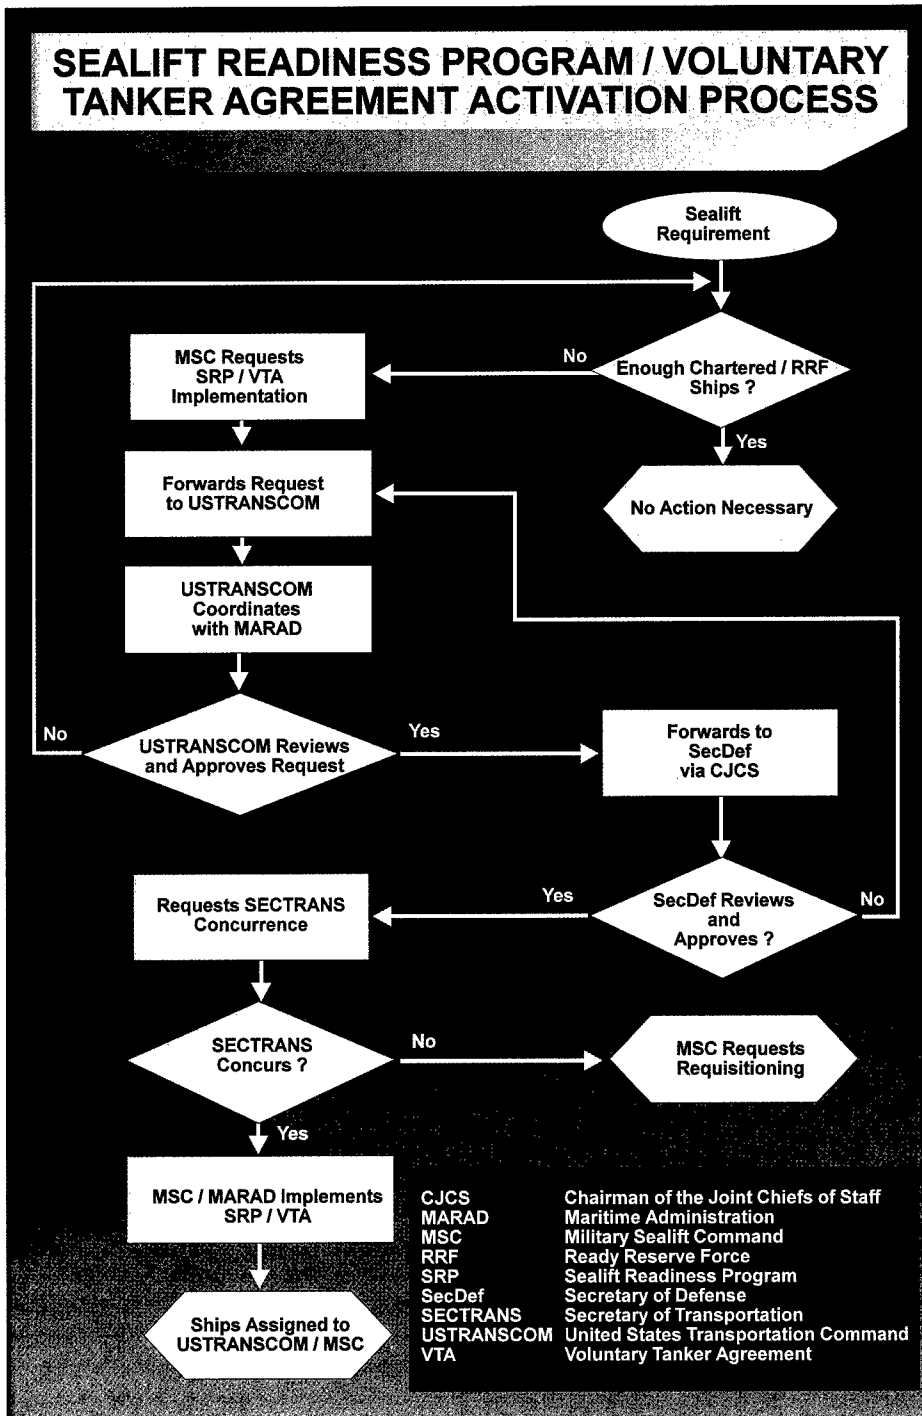 SEALIFT READINESS PROGRAM / VOLUNTARY
TANKER AGREEMENT ACTIVATION PROCESS
Sealift
Requirement
Enough Chartered / RRF
Ships ?
No
Yes
No Action Necessary
MSC Requests
SRP / VTA
Implementation
Forwards Request
to USTRANSCOM
USTRANSCOM
Coordinates
with MARAD
USTRANSCOM Reviews
and Approves Request
No
Yes
Forwards to
SecDef
via CJCS
SecDef Reviews
and
Approves ?
No
Yes
Requests SECTRANS
Concurrence
SECTRANS
Concurs ?
No
MSC Requests
Requisitioning
Yes
MSC / MARAD Implements
SRP / VTA
Ships Assigned to
USTRANSCOM / MSC
CJCS Chairman of the Joint Chiefs of Staff
MARAD Maritime Administration
MSC Military Sealift Command
RRF Ready Reserve Force
SRP Sealift Readiness Program
SecDef Secretary of Defense
SECTRANS Secretary of Transportation
USTRANSCOM United States Transportation Command
VTA Voluntary Tanker Agreement